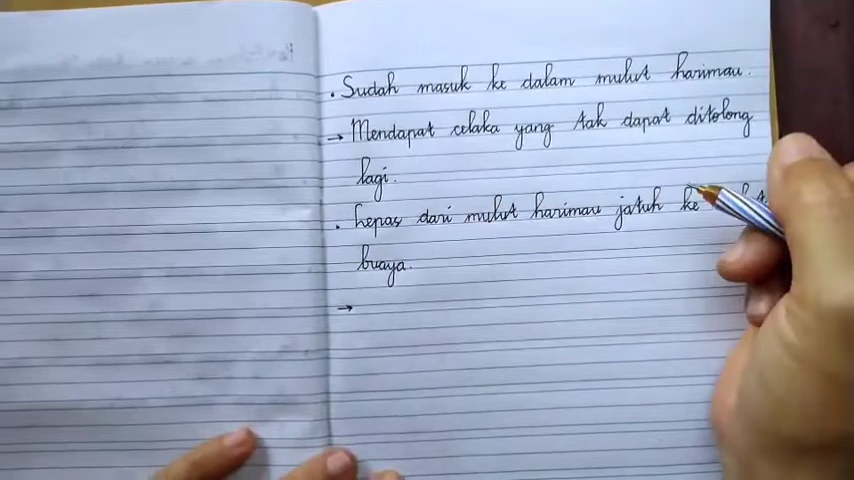 . Sudah masuk ke dalam mulut harimau.
→ Mendapat celaka yang tak dapat ditolong
lagi.
. Lepas dari mulut harimau jatuh ke
buaya.
→